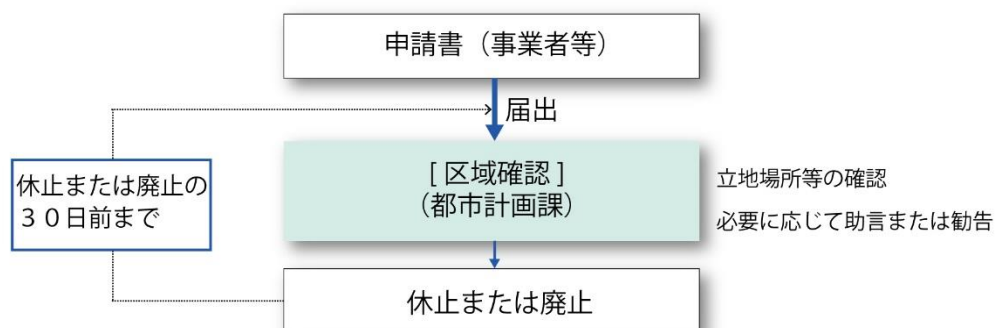 申請書（事業者等）
届出
休止または廃止の
３０日前まで
[ 区域確認 ]
（都市計画課）
立地場所等の確認
必要に応じて助言または勧告
休止または廃止